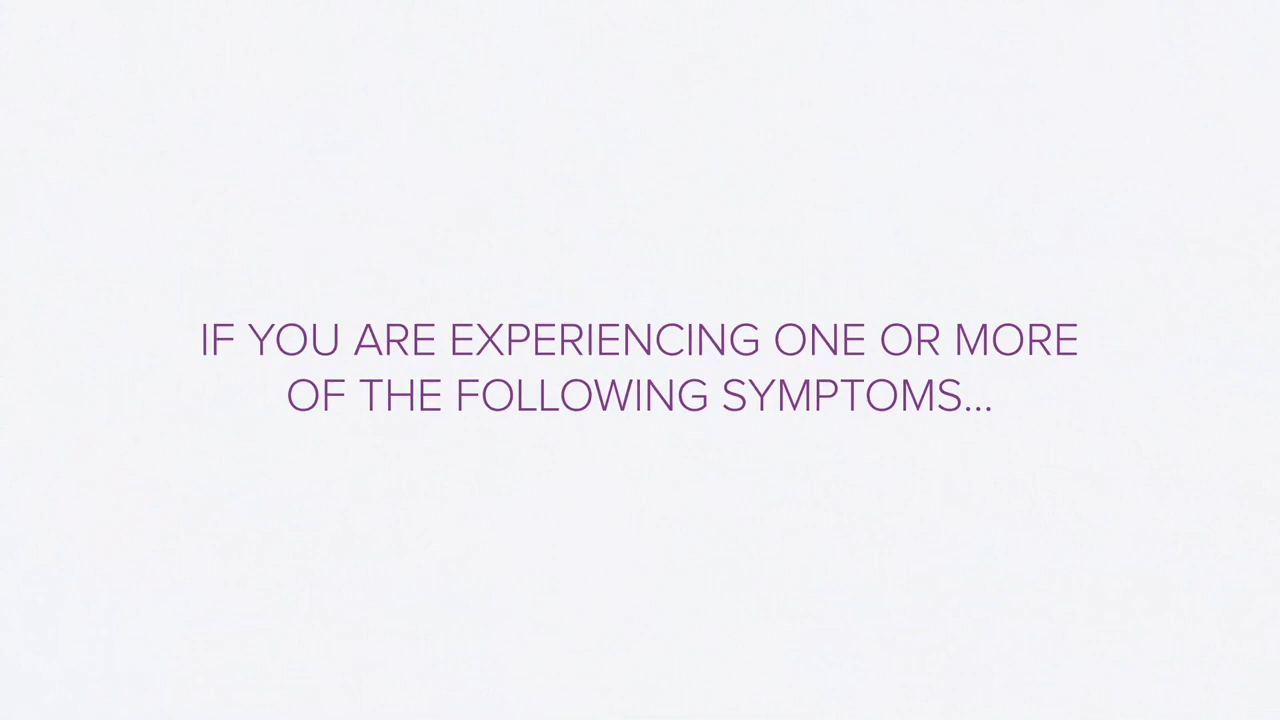 IF YOU ARE EXPERIENCING ONE OR MORE
OF THE FOLLOWING SYMPTOMS...